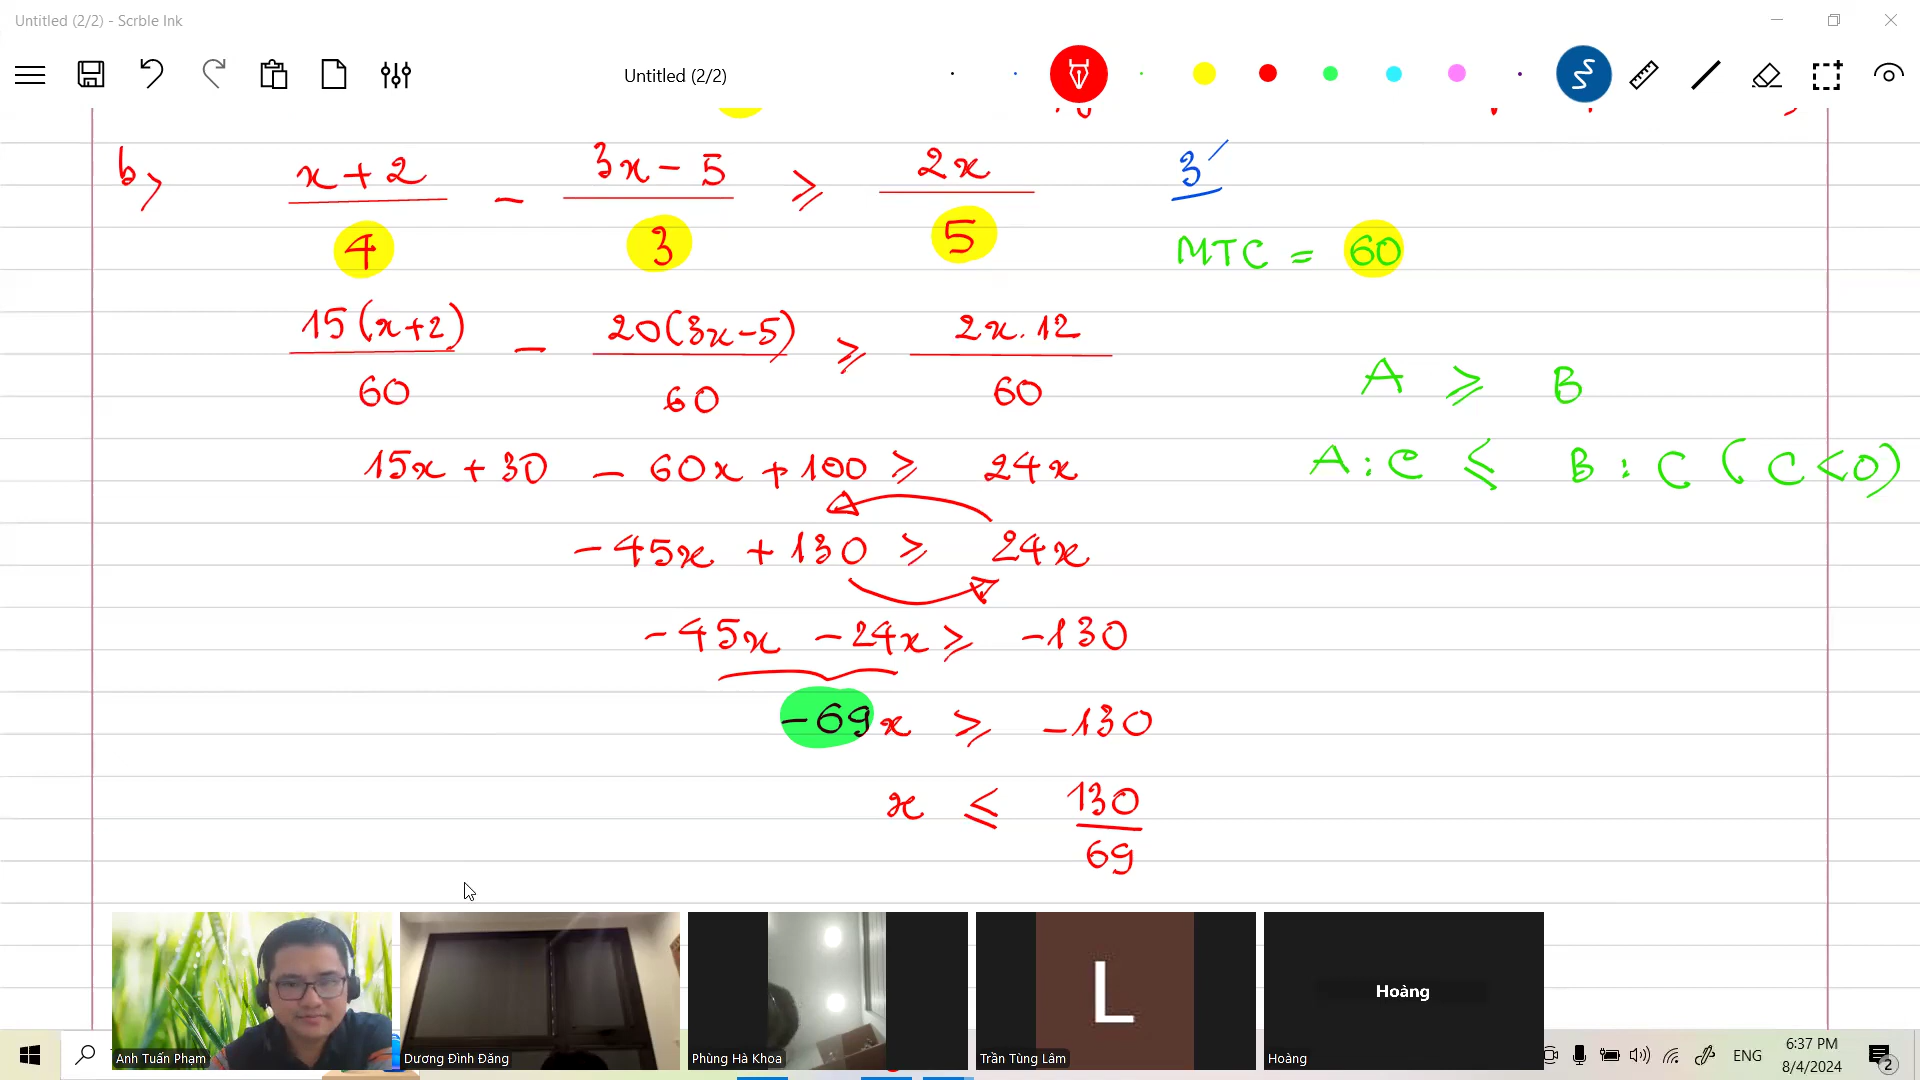 Untitled (2/2) - Scrble Ink
Untitled (2/2)
b, x + 2 / 4 - 3x - 5 / 3 ⩾ 2x / 5
3
MTC = 60
15(x+2) / 60 - 20(3x-5) / 60 ⩾ 2x.12 / 60
A ⩾ B
15x + 30 - 60x + 100 ⩾ 24x
A : C ⩽ B : C (C < 0)
-45x + 130 ⩾ 24x
-45x - 24x ⩾ -130
-69x ⩾ -130
x ⩽ 130 / 69
L
Hoàng
Anh Tuấn Phạm
Dương Đình Đăng
Phùng Hà Khoa
Trần Tùng Lâm
Hoàng
ENG
6:37 PM
8/4/2024
2